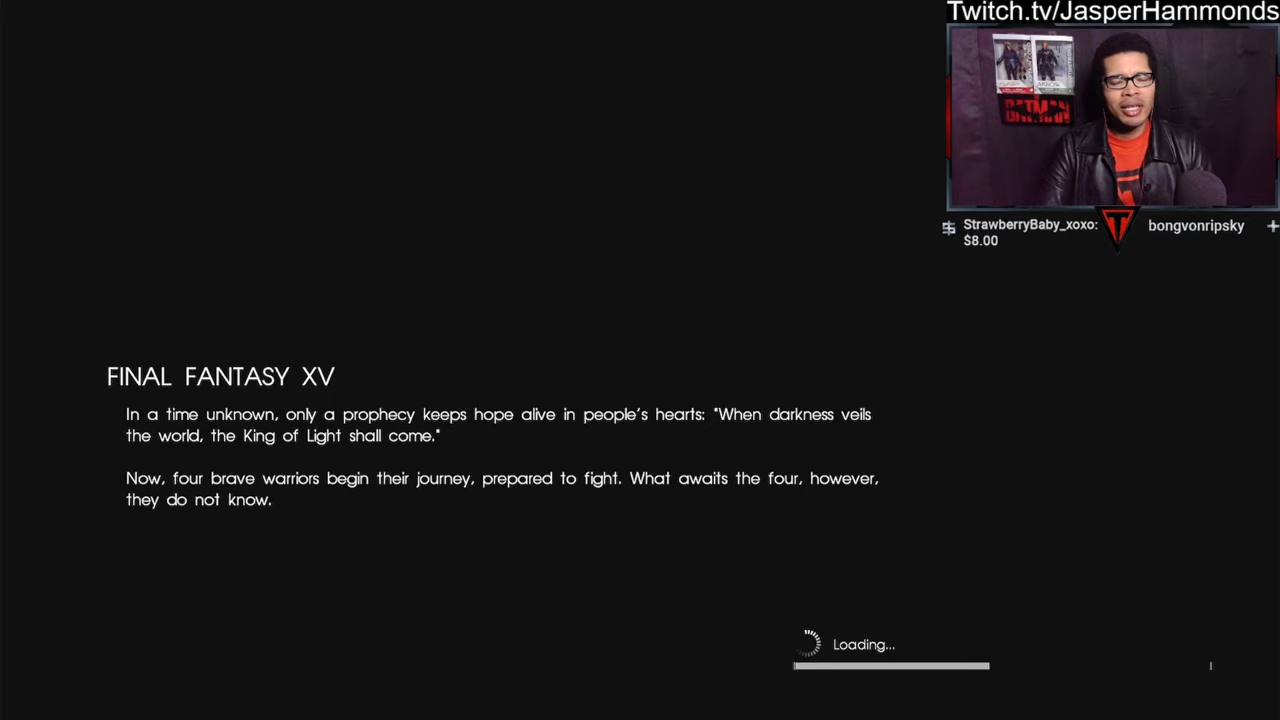 Twitch.tv/JasperHammonds
BATMAN
StrawberryBaby_xoxo:
$8.00
bongvonripsky
FINAL FANTASY XV
In a time unknown, only a prophecy keeps hope alive in people's hearts: "When darkness veils
the world, the King of Light shall come."
Now, four brave warriors begin their journey, prepared to fight. What awaits the four, however,
they do not know.
Loading...